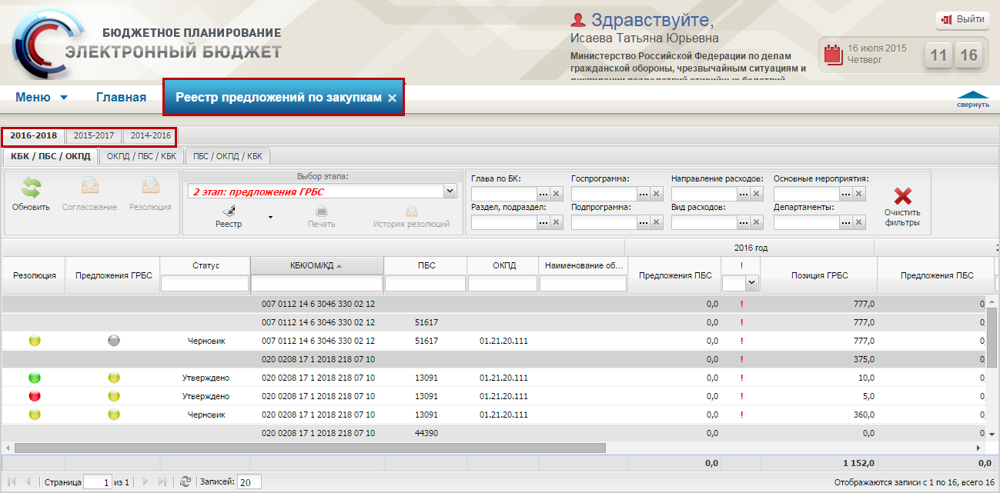 БЮДЖЕТНОЕ ПЛАНИРОВАНИЕ
ЭЛЕКТРОННЫЙ БЮДЖЕТ
Здравствуйте,
Исаева Татьяна Юрьевна
Министерство Российской Федерации по делам
гражданской обороны, чрезвычайным ситуациям и
ликвидации последствий стихийных бедствий
Выйти
16 июля 2015
Четверг
11 16
Меню Главная Реестр предложений по закупкам ×
свернуть
2016-2018 2015-2017 2014-2016
КБК / ПБС / ОКПД ОКПД / ПБС / КБК ПБС / ОКПД / КБК
Обновить Согласование Резолюция
Выбор этапа:
2 этап: предложения ГРБС
Реестр Печать История резолюций
Глава по БК: Госпрограмма: Направление расходов: Основные мероприятия:
Раздел, подраздел: Подпрограмма: Вид расходов: Департаменты:
Очистить
фильтры
2016 год 2
Резолюция Предложения ГРБС Статус КБК/ОМ/КД ПБС ОКПД Наименование об... Предложения ПБС ! Позиция ГРБС Предложения ПБС
007 0112 14 6 3046 330 02 12 0,0 ! 777,0 0,
007 0112 14 6 3046 330 02 12 51617 0,0 ! 777,0 0,
Черновик 007 0112 14 6 3046 330 02 12 51617 01.21.20.111 0,0 ! 777,0 0,
020 0208 17 1 2018 218 07 10 0,0 ! 375,0 0,
Утверждено 020 0208 17 1 2018 218 07 10 13091 01.21.20.111 0,0 ! 10,0 0,
Утверждено 020 0208 17 1 2018 218 07 10 13091 01.21.20.111 0,0 ! 5,0 0,
Черновик 020 0208 17 1 2018 218 07 10 13091 01.21.20.111 0,0 ! 360,0 0,
020 0208 17 1 2018 218 07 10 44390 0,0 0,0 0,
0,0 1 152,0 0,0
Страница 1 из 1 Записей: 20 Отображаются записи с 1 по 16, всего 16